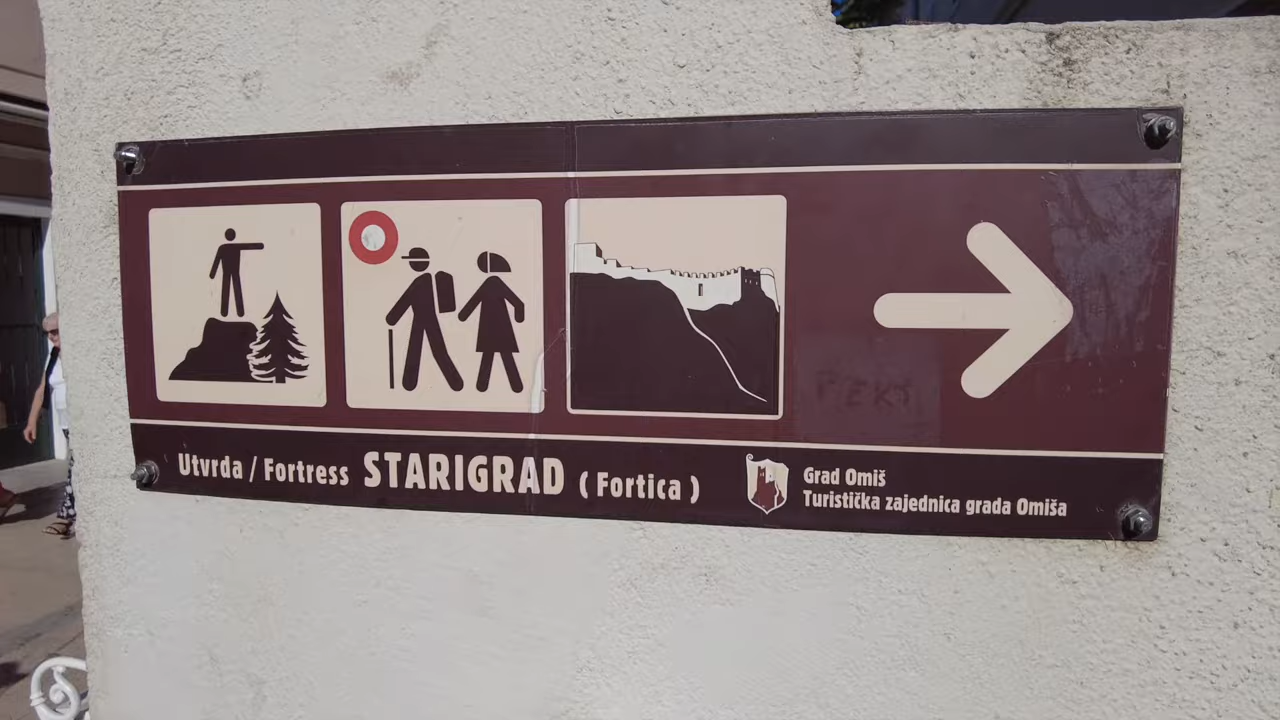 Utvrda / Fortress STARIGRAD ( Fortica )
Grad Omiš
Turistička zajednica grada Omiša